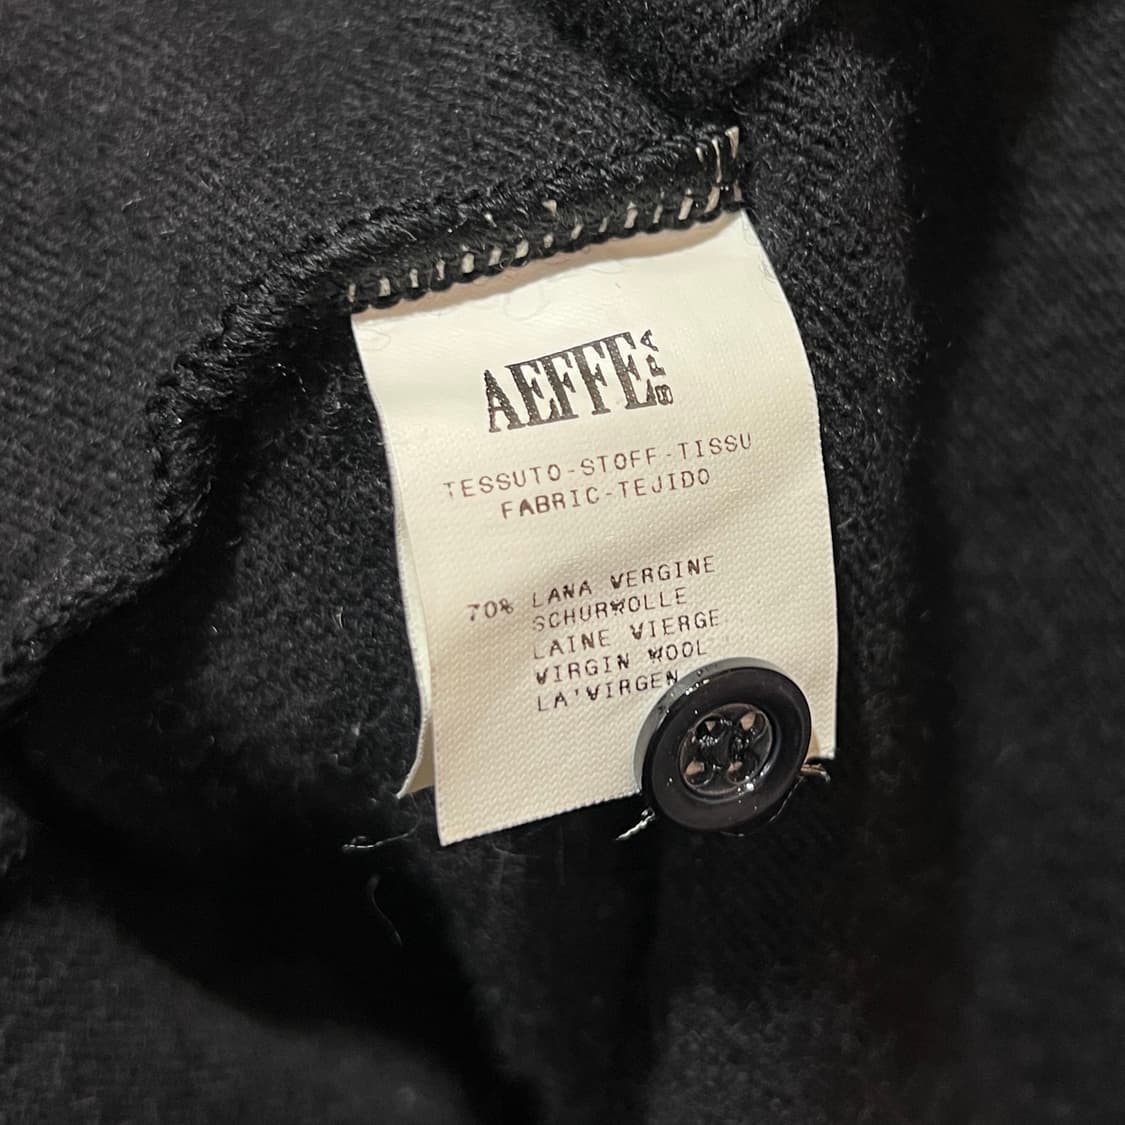 AEFFE SPA
TESSUTO-STOFF-TISSU
FABRIC-TEJIDO
70% LANA VERGINE
SCHURWOLLE
LAINE VIERGE
VIRGIN WOOL
LA'VIRGEN